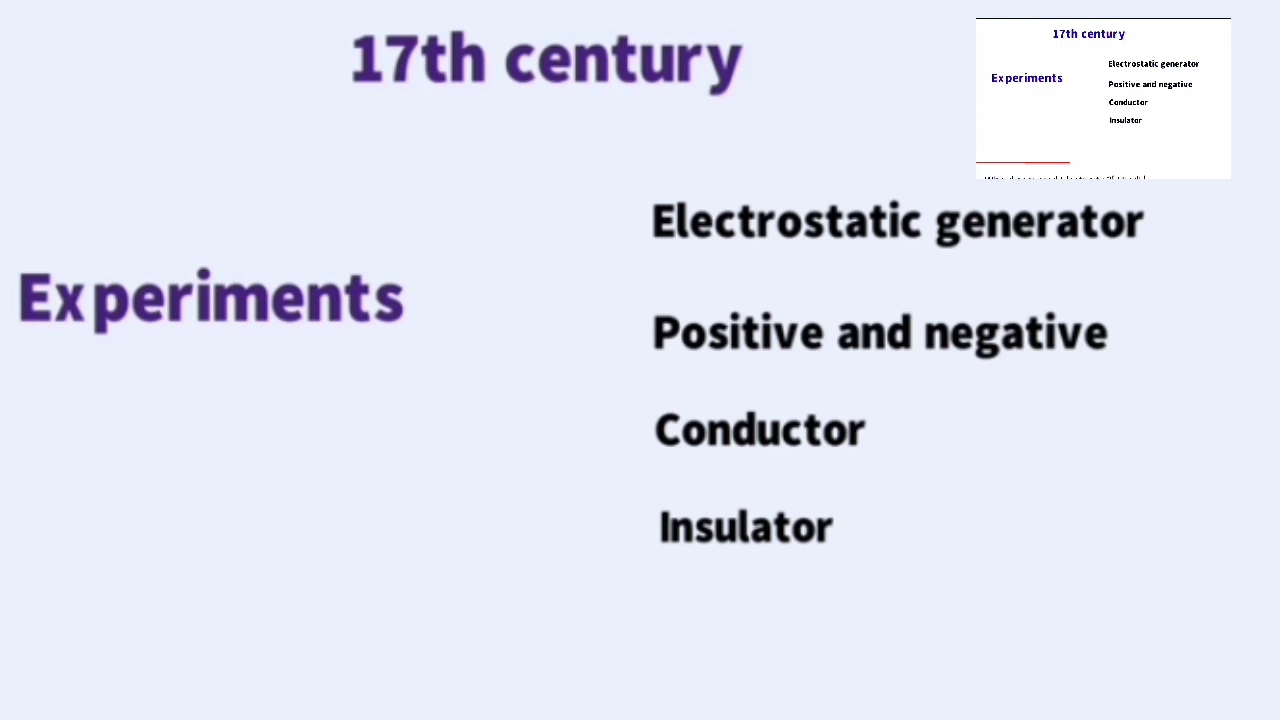 17th century
Experiments
Electrostatic generator
Positive and negative
Conductor
Insulator
17th century
Experiments
Electrostatic generator
Positive and negative
Conductor
Insulator